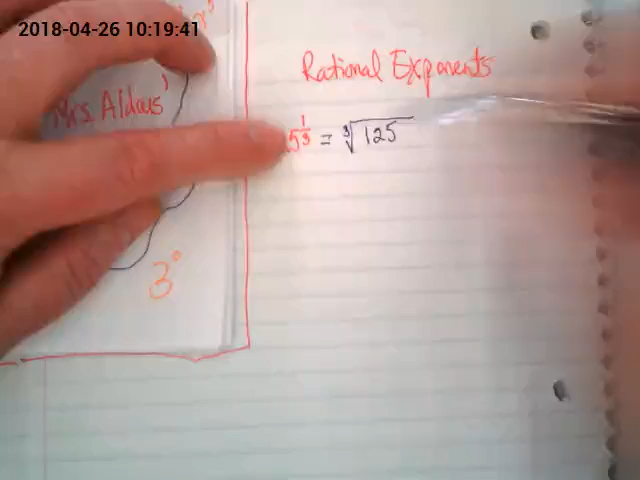 2018-04-26 10:19:41
Rational Exponents
Mrs. Aldous'
5^{1/3} = ∛125
3°